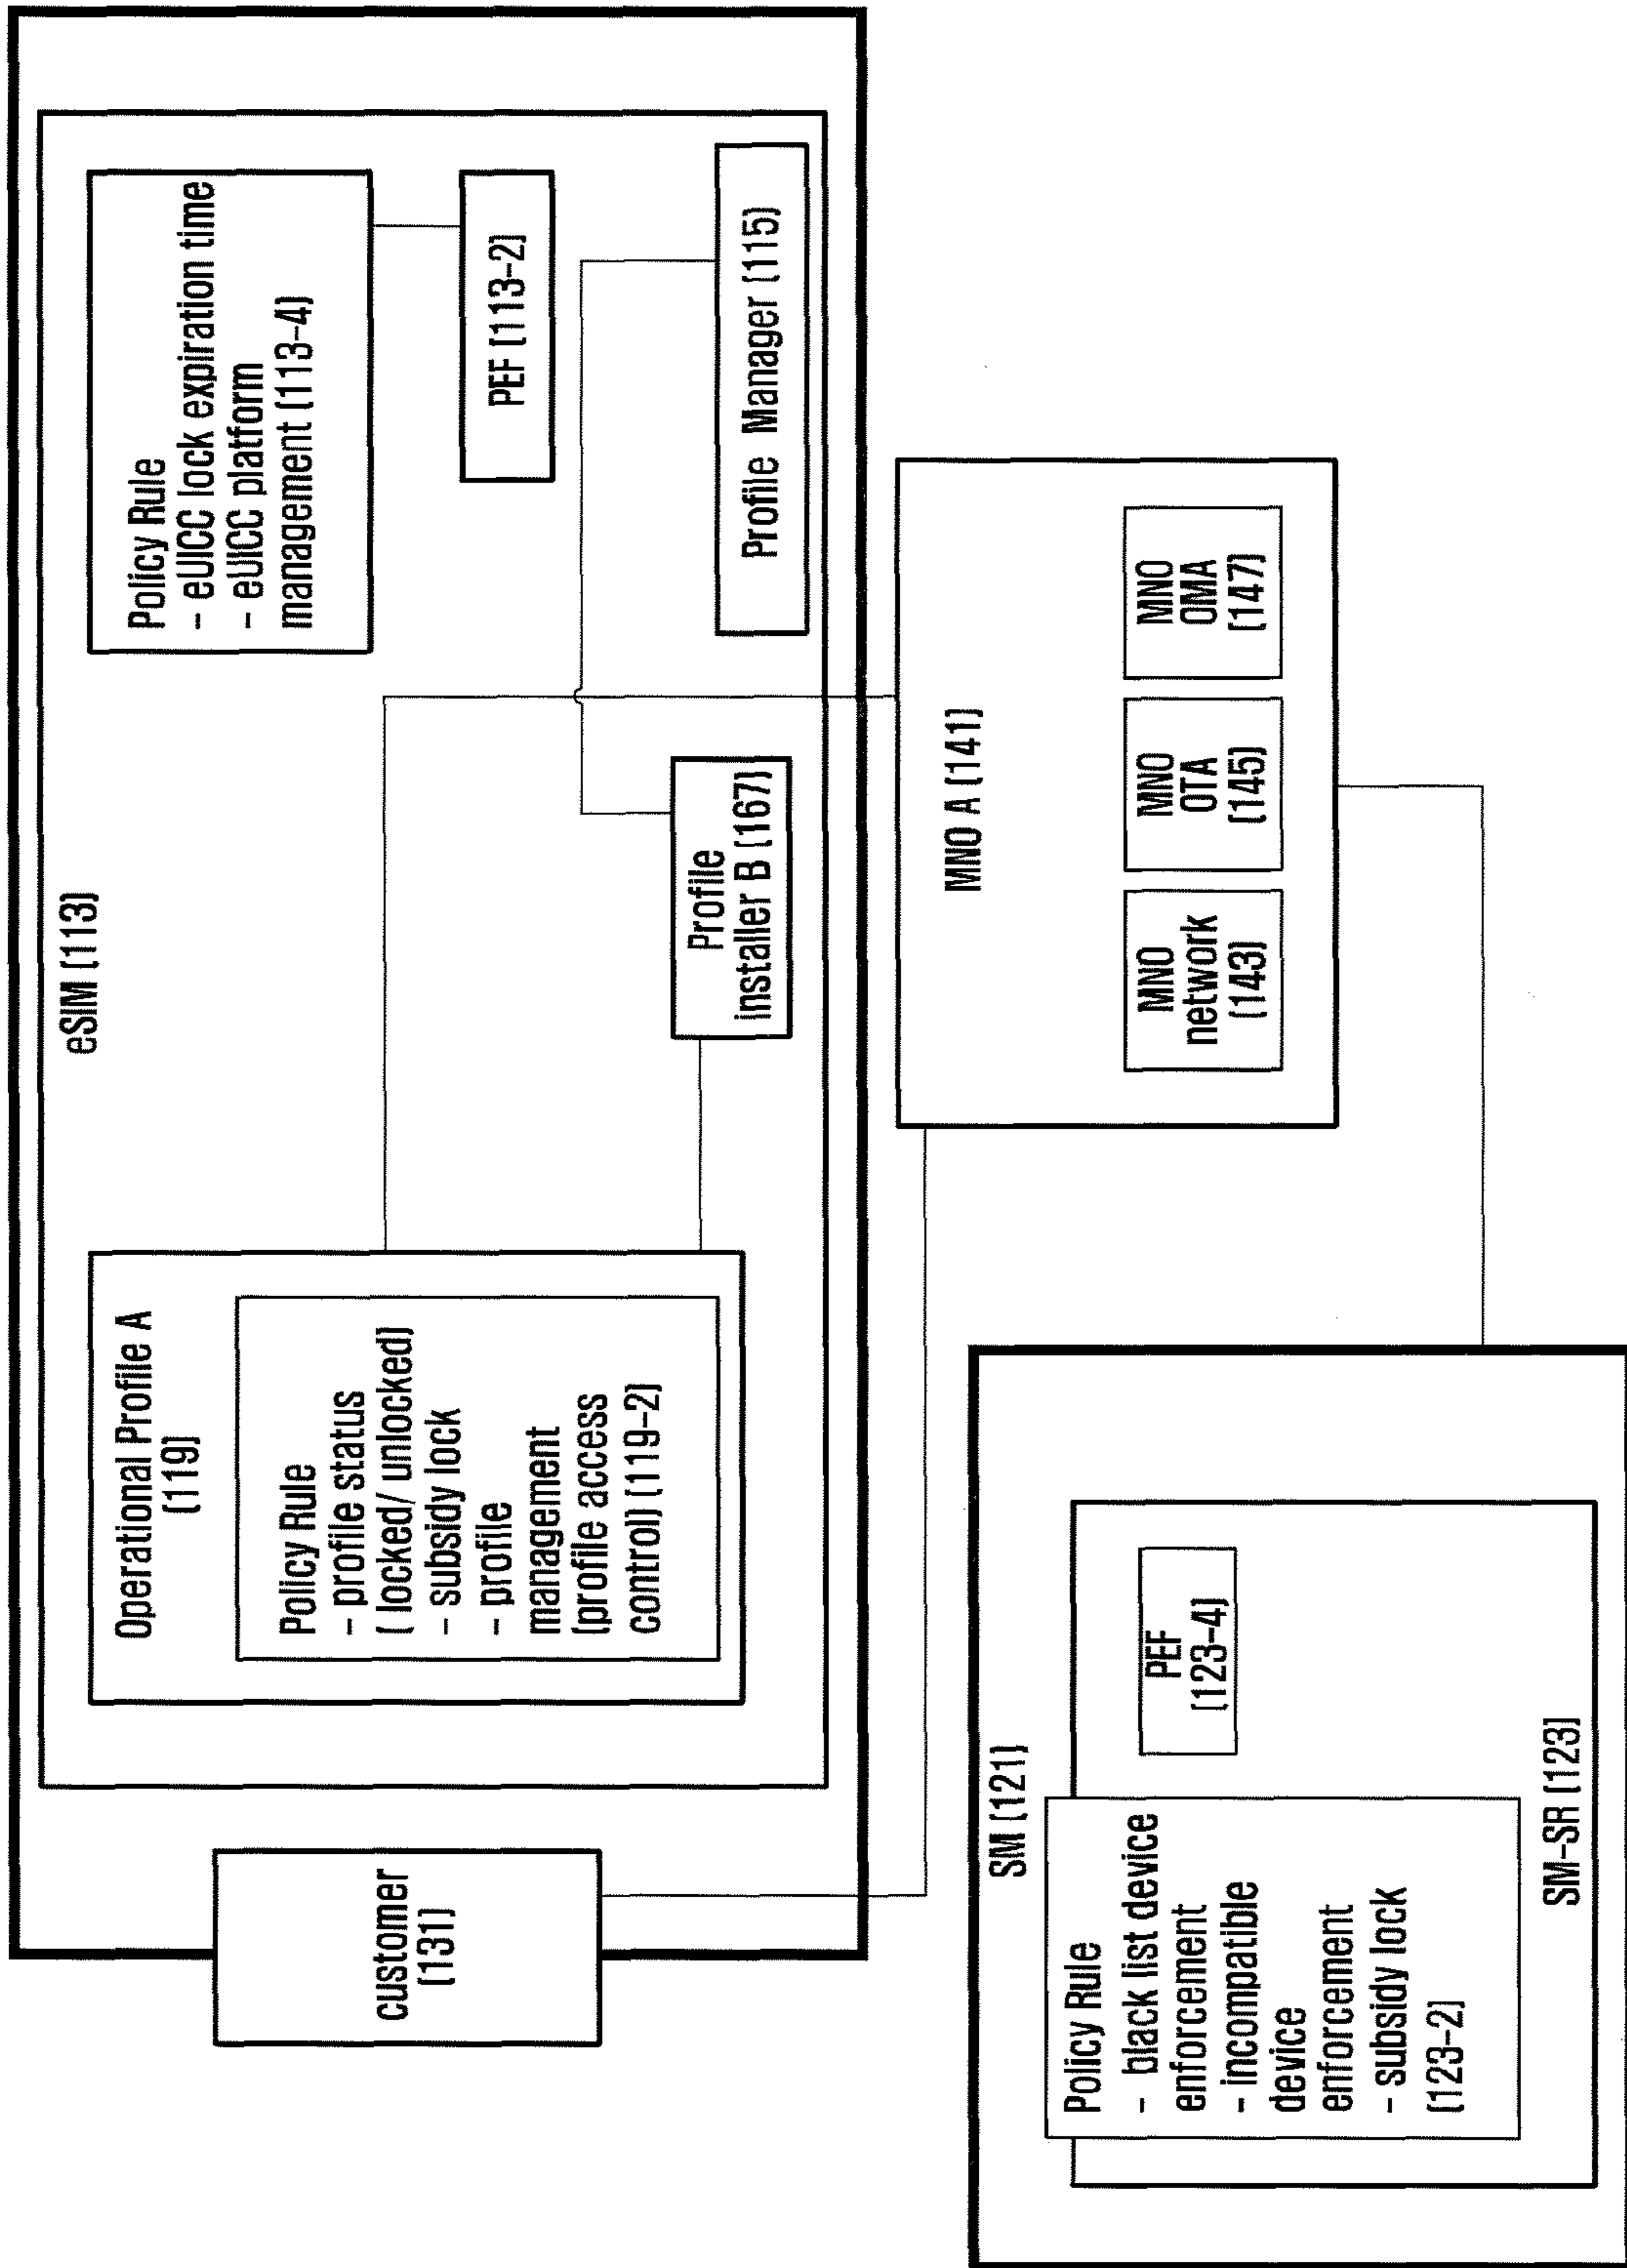 customer
(131)
eSIM (113)
Operational Profile A
(119)
Policy Rule
- profile status
( locked/ unlocked)
- subsidy lock
- profile
management
(profile access
control) (119-2)
Profile
installer B (167)
Policy Rule
- eUICC lock expiration time
- eUICC platform
management (113-4)
PEF (113-2)
Profile Manager (115)
SM (121)
Policy Rule
- black list device
enforcement
- incompatible
device
enforcement
- subsidy lock
(123-2)
PEF
(123-4)
SM-SR (123)
MNO A (141)
MNO
network
(143)
MNO
OTA
(145)
MNO
OMA
(147)